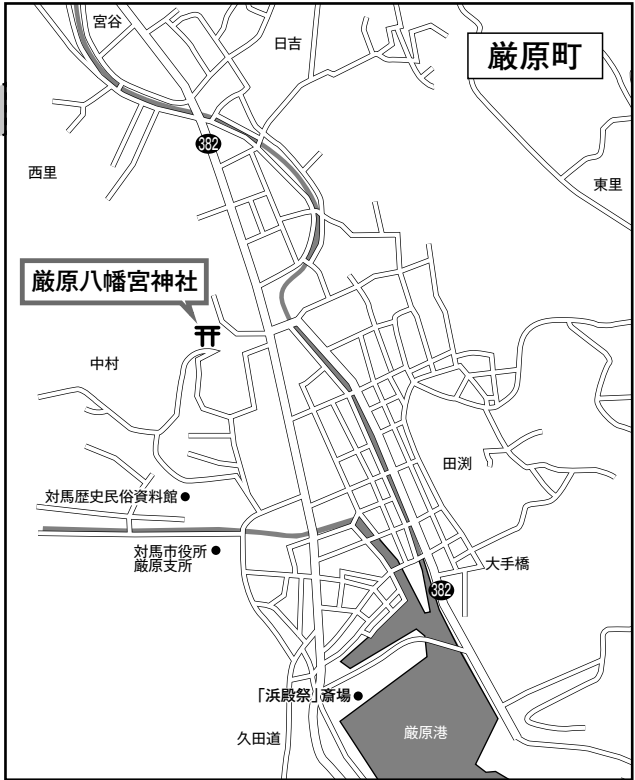 宮谷
日吉
厳原町
382
西里
東里
厳原八幡宮神社
中村
田渕
対馬歴史民俗資料館
対馬市役所
厳原支所
大手橋
382
「浜殿祭」斎場
厳原港
久田道